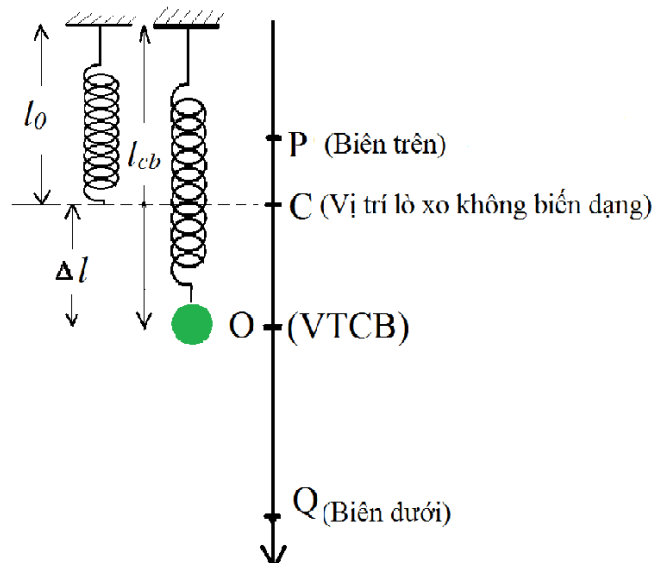 l0
lcb
P (Biên trên)
C (Vị trí lò xo không biến dạng)
Δl
O (VTCB)
Q (Biên dưới)